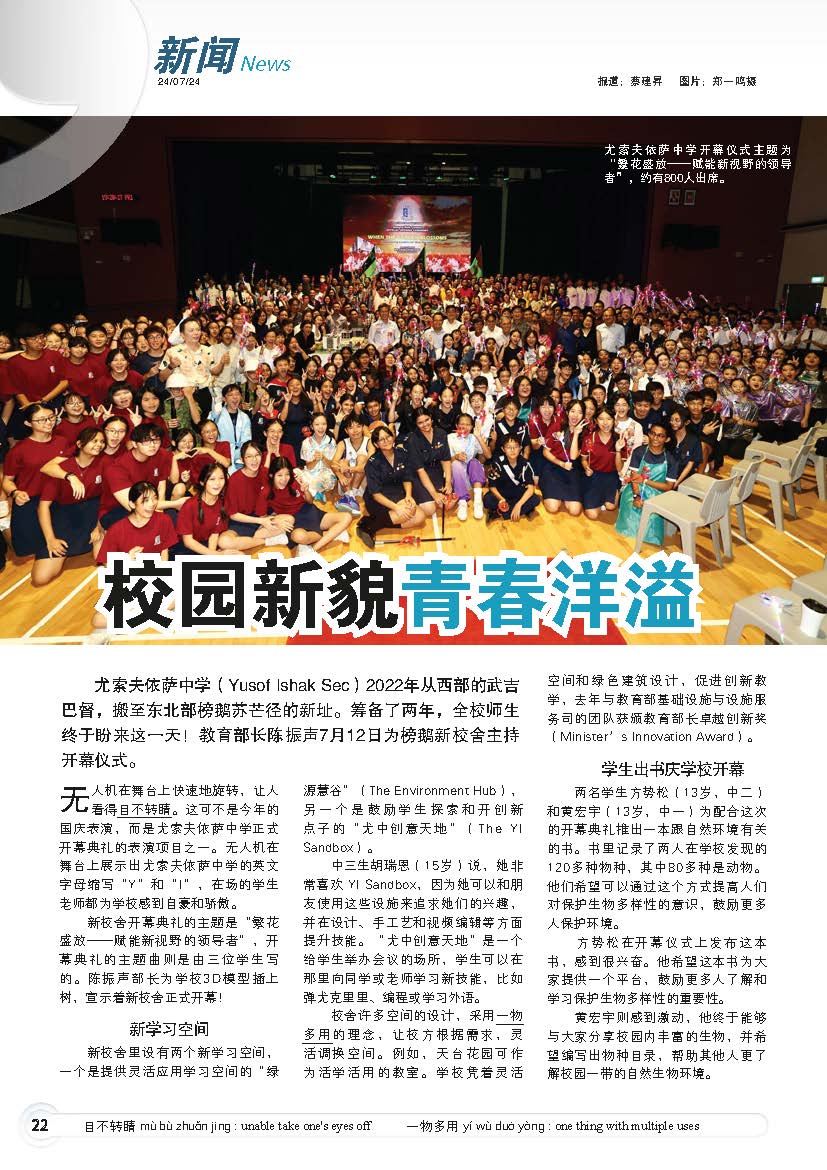 新闻 News
24/07/24
报道：蔡建昇 图片：郑一鸣摄
尤索夫依萨中学开幕仪式主题为
“繁花盛放——赋能新视野的领导
者”，约有800人出席。
校园新貌青春洋溢
尤索夫依萨中学（Yusof Ishak Sec）2022年从西部的武吉
巴督，搬至东北部榜鹅苏芒径的新址。筹备了两年，全校师生
终于盼来这一天！教育部长陈振声7月12日为榜鹅新校舍主持
开幕仪式。
无人机在舞台上快速地旋转，让人
看得目不转睛。这可不是今年的
国庆表演，而是尤索夫依萨中学正式
开幕典礼的表演项目之一。无人机在
舞台上展示出尤索夫依萨中学的英文
字母缩写“Y”和“I”，在场的学生
老师都为学校感到自豪和骄傲。
新校舍开幕典礼的主题是“繁花
盛放——赋能新视野的领导者”，开
幕典礼的主题曲则是由三位学生写
的。陈振声部长为学校3D模型插上
树，宣示着新校舍正式开幕！
新学习空间
新校舍里设有两个新学习空间，
一个是提供灵活应用学习空间的“绿
源慧谷”（The Environment Hub），
另一个是鼓励学生探索和开创新
点子的“尤中创意天地”（The YI
Sandbox）。
中三生胡瑞恩（15岁）说，她非
常喜欢 YI Sandbox，因为她可以和朋
友使用这些设施来追求她们的兴趣，
并在设计、手工艺和视频编辑等方面
提升技能。“尤中创意天地”是一个
给学生举办会议的场所，学生可以在
那里向同学或老师学习新技能，比如
弹尤克里里、编程或学习外语。
校舍许多空间的设计，采用一物
多用的理念，让校方根据需求，灵
活调换空间。例如，天台花园可作
为活学活用的教室。学校凭着灵活
空间和绿色建筑设计，促进创新教
学，去年与教育部基础设施与设施服
务司的团队获颁教育部长卓越创新奖
（Minister’s Innovation Award）。
学生出书庆学校开幕
两名学生方势松（13岁，中二）
和黄宏宇（13岁，中一）为配合这次
的开幕典礼推出一本跟自然环境有关
的书。书里记录了两人在学校发现的
120多种物种，其中80多种是动物。
他们希望可以通过这个方式提高人们
对保护生物多样性的意识，鼓励更多
人保护环境。
方势松在开幕仪式上发布这本
书，感到很兴奋。他希望这本书为大
家提供一个平台，鼓励更多人了解和
学习保护生物多样性的重要性。
黄宏宇则感到激动，他终于能够
与大家分享校园内丰富的生物，并希
望编写出物种目录，帮助其他人更了
解校园一带的自然生物环境。
22 目不转睛 mù bù zhuǎn jīng : unable take one's eyes off 一物多用 yí wù duō yòng : one thing with multiple uses